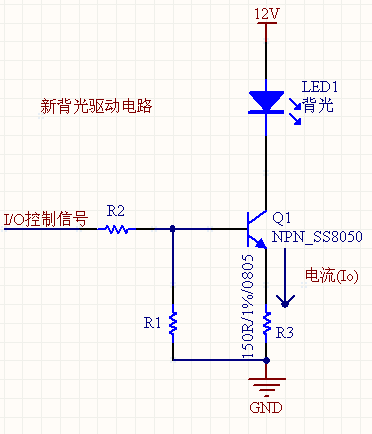 12V
LED1
背光
新背光驱动电路
Q1
NPN_SS8050
I/O控制信号
R2
电流(Io)
150R/1%/0805
R1
R3
GND